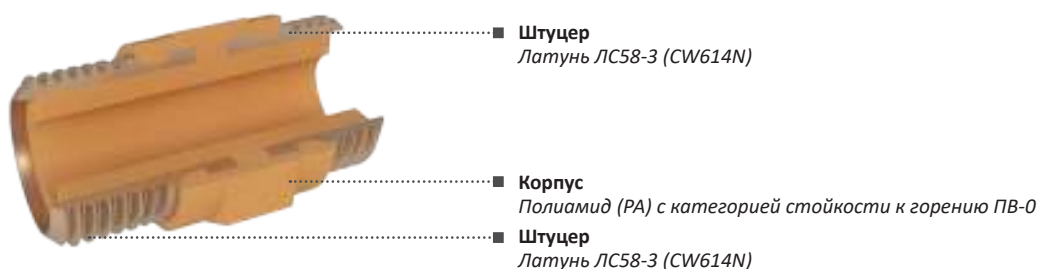 Штуцер
Латунь ЛС58-3 (CW614N)
Корпус
Полиамид (PA) с категорией стойкости к горению ПВ-0
Штуцер
Латунь ЛС58-3 (CW614N)